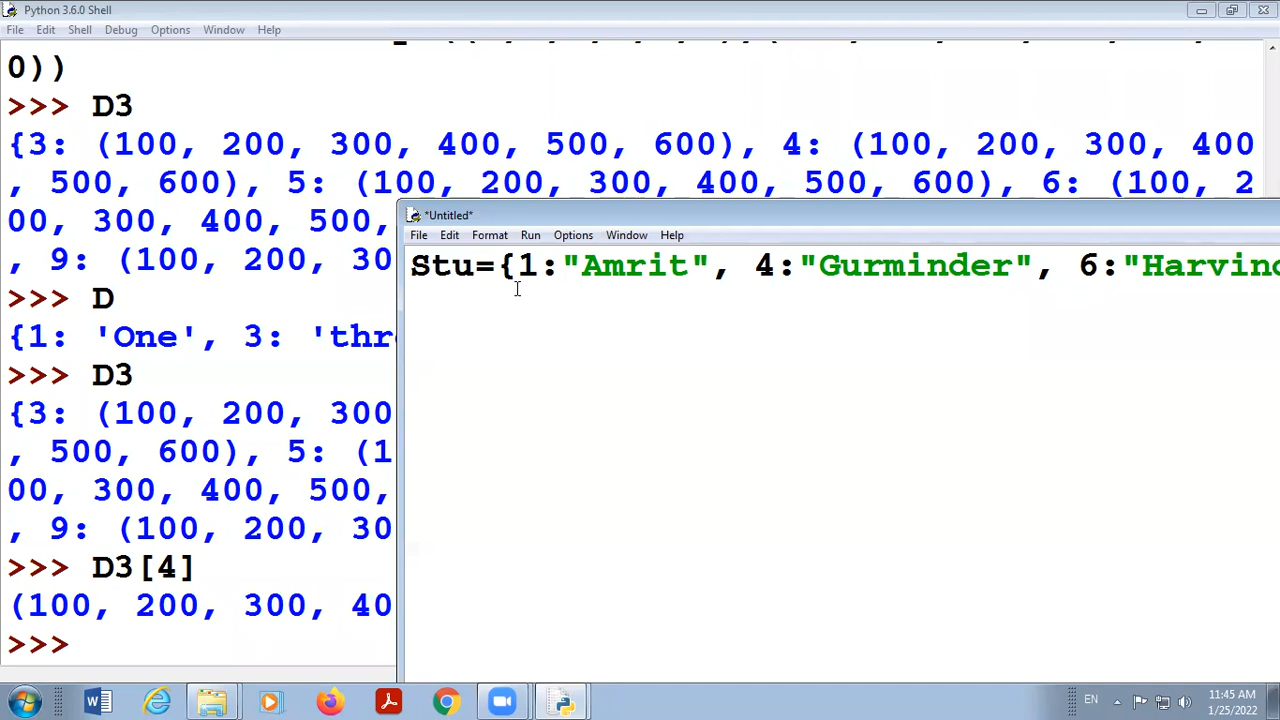 Python 3.6.0 Shell
File Edit Shell Debug Options Window Help
0))
>>> D3
{3: (100, 200, 300, 400, 500, 600), 4: (100, 200, 300, 400
, 500, 600), 5: (100, 200, 300, 400, 500, 600), 6: (100, 2
00, 300, 400, 500,
, 9: (100, 200, 30
>>> D
{1: 'One', 3: 'thr
>>> D3
{3: (100, 200, 300
, 500, 600), 5: (1
00, 300, 400, 500,
, 9: (100, 200, 30
>>> D3[4]
(100, 200, 300, 40
>>>
*Untitled*
File Edit Format Run Options Window Help
Stu={1:"Amrit", 4:"Gurminder", 6:"Harvind
EN
11:45 AM
1/25/2022